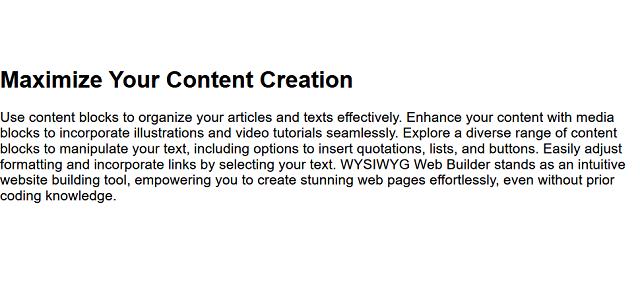 Maximize Your Content Creation
Use content blocks to organize your articles and texts effectively. Enhance your content with media
blocks to incorporate illustrations and video tutorials seamlessly. Explore a diverse range of content
blocks to manipulate your text, including options to insert quotations, lists, and buttons. Easily adjust
formatting and incorporate links by selecting your text. WYSIWYG Web Builder stands as an intuitive
website building tool, empowering you to create stunning web pages effortlessly, even without prior
coding knowledge.